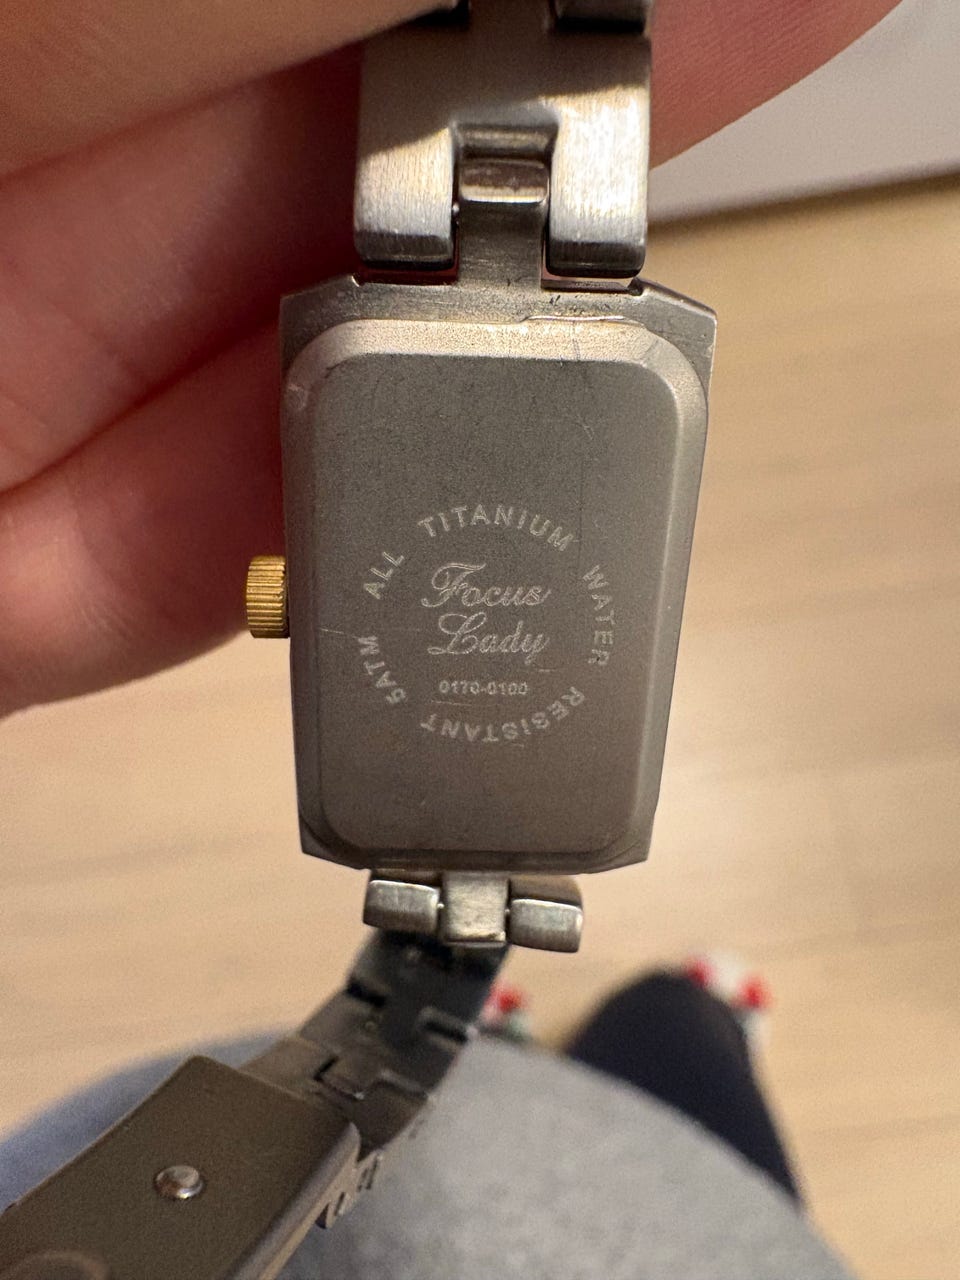 ALL TITANIUM WATER RESISTANT 5ATM
Focus
Lady
0170-0100